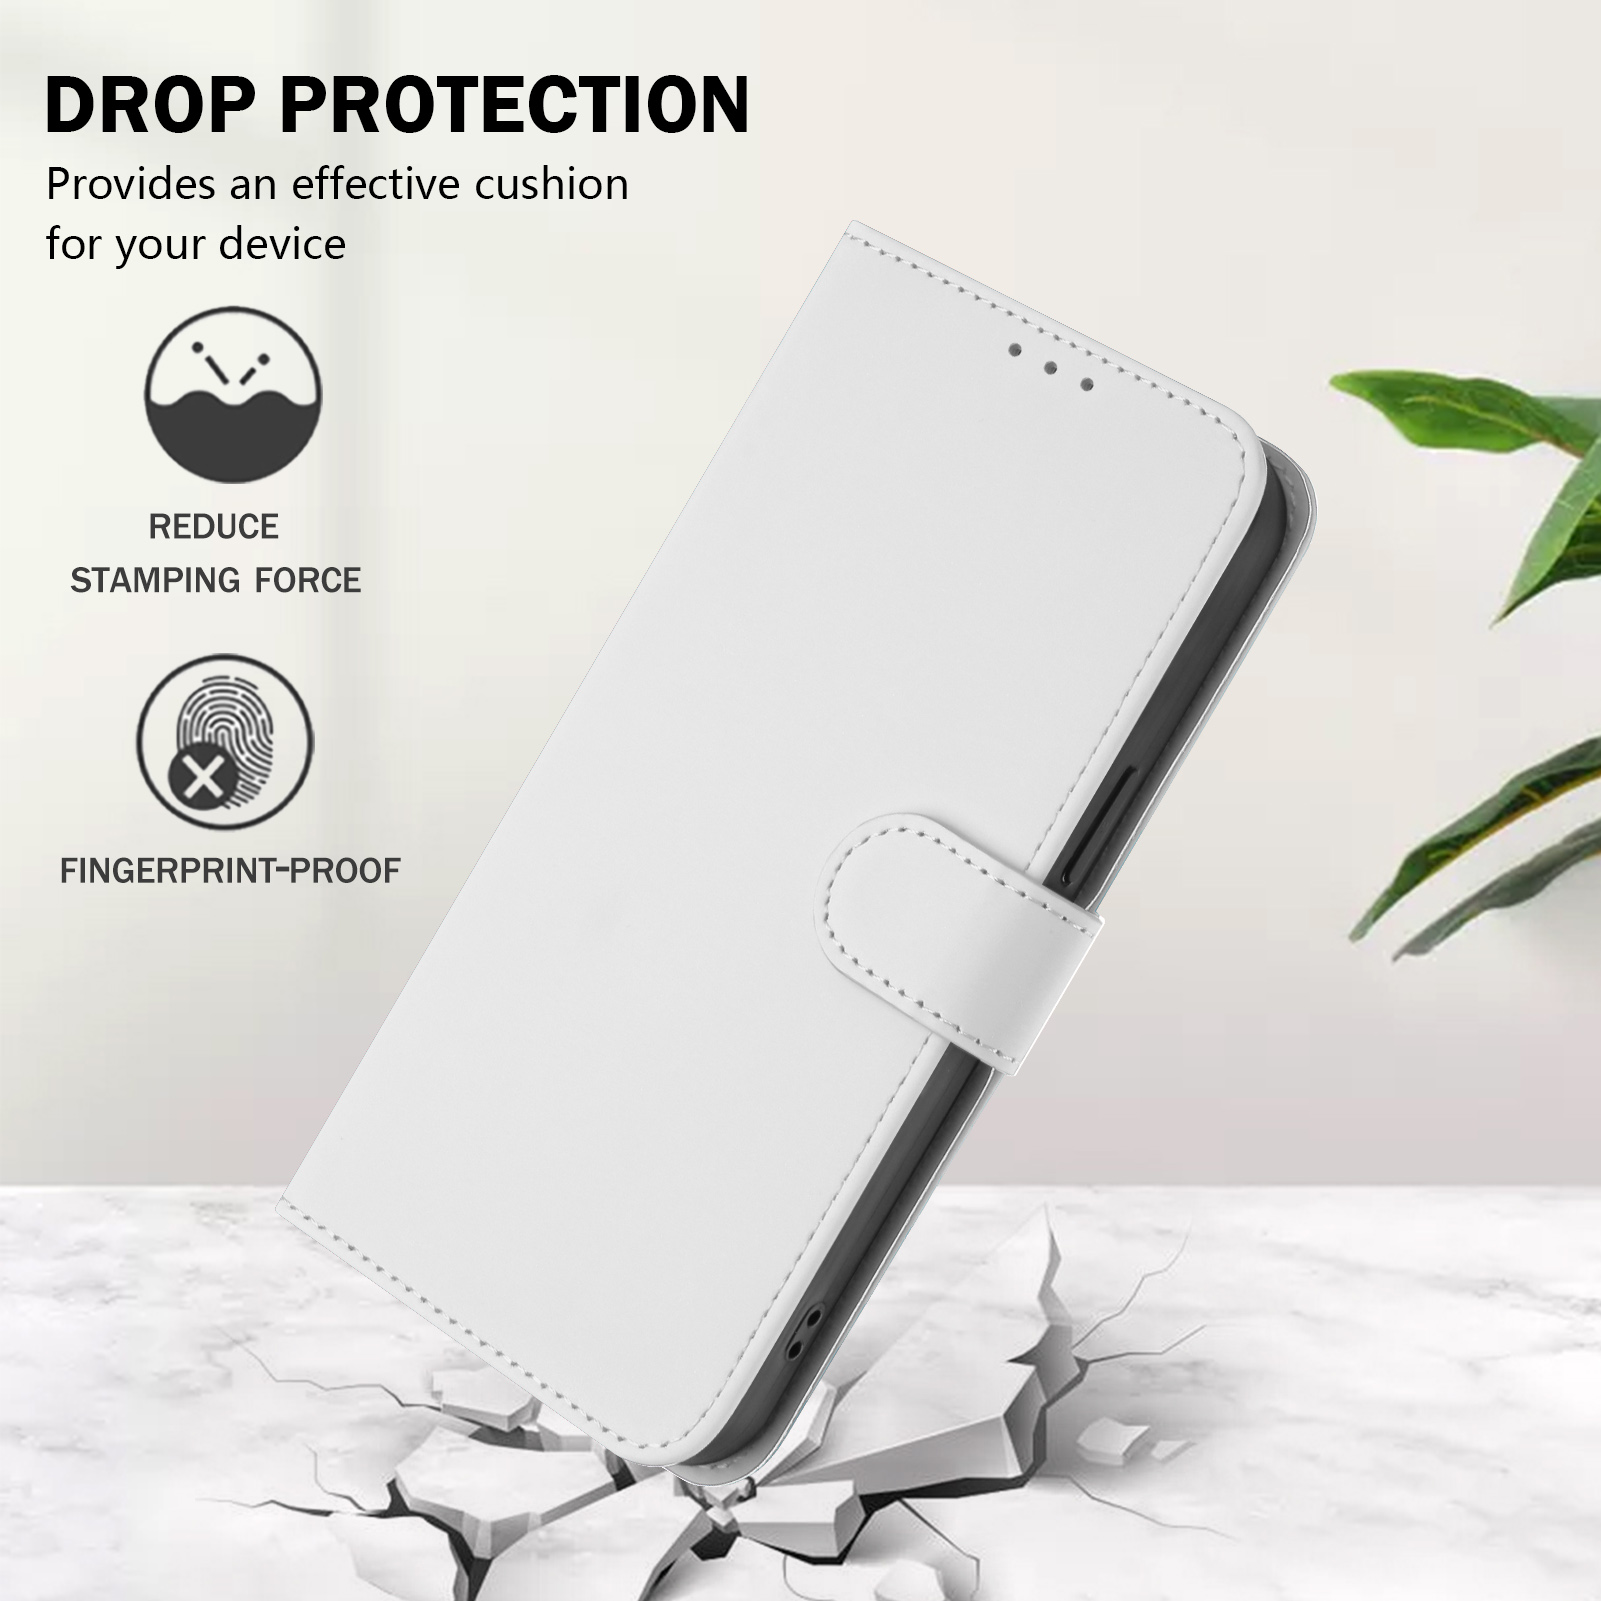 DROP PROTECTION
Provides an effective cushion
for your device
REDUCE
STAMPING FORCE
FINGERPRINT-PROOF